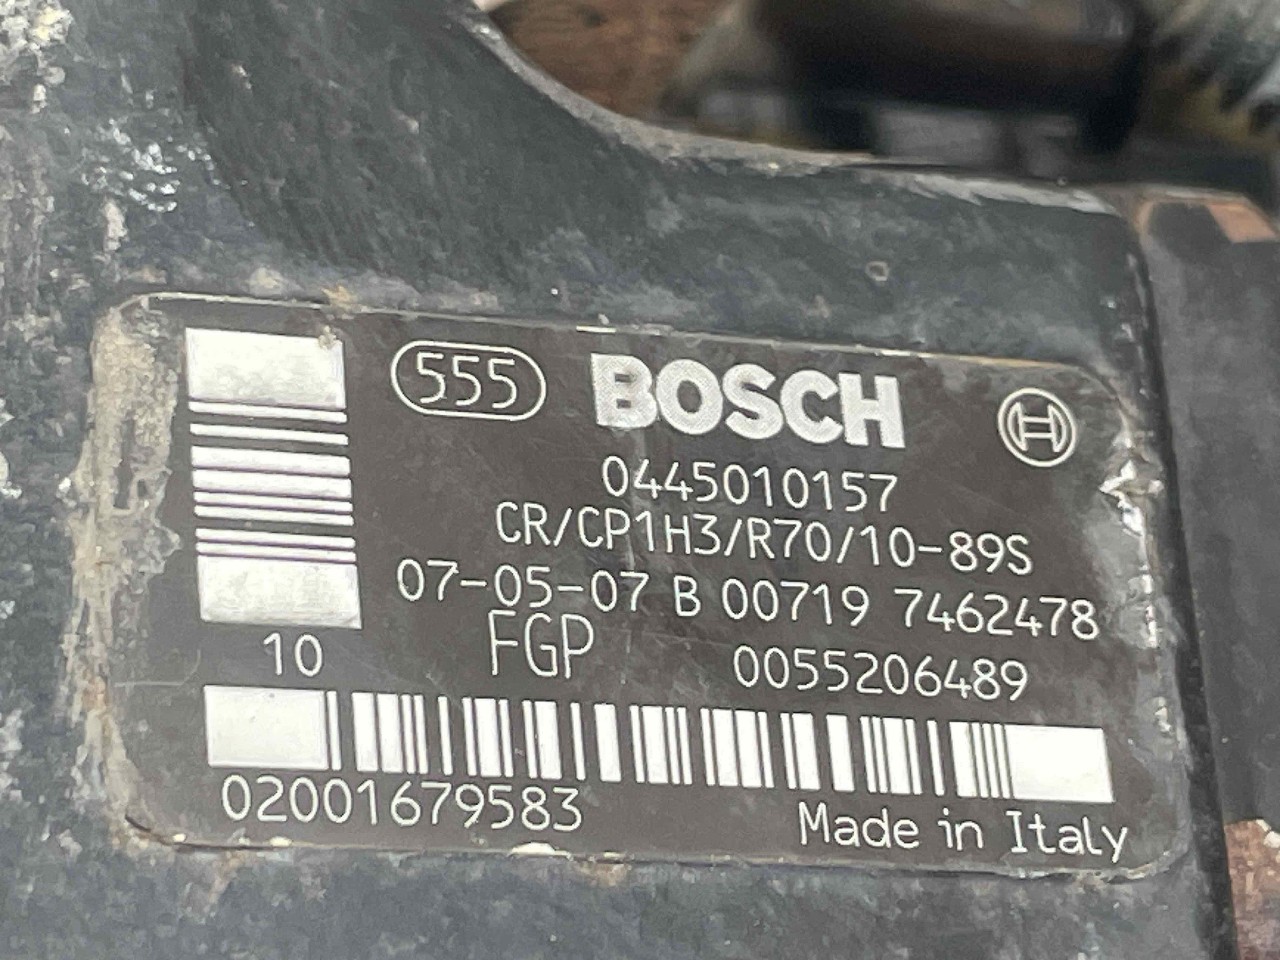 555 BOSCH
0445010157
CR/CP1H3/R70/10-89S
07-05-07 B 00719 7462478
10 FGP 0055206489
02001679583 Made in Italy